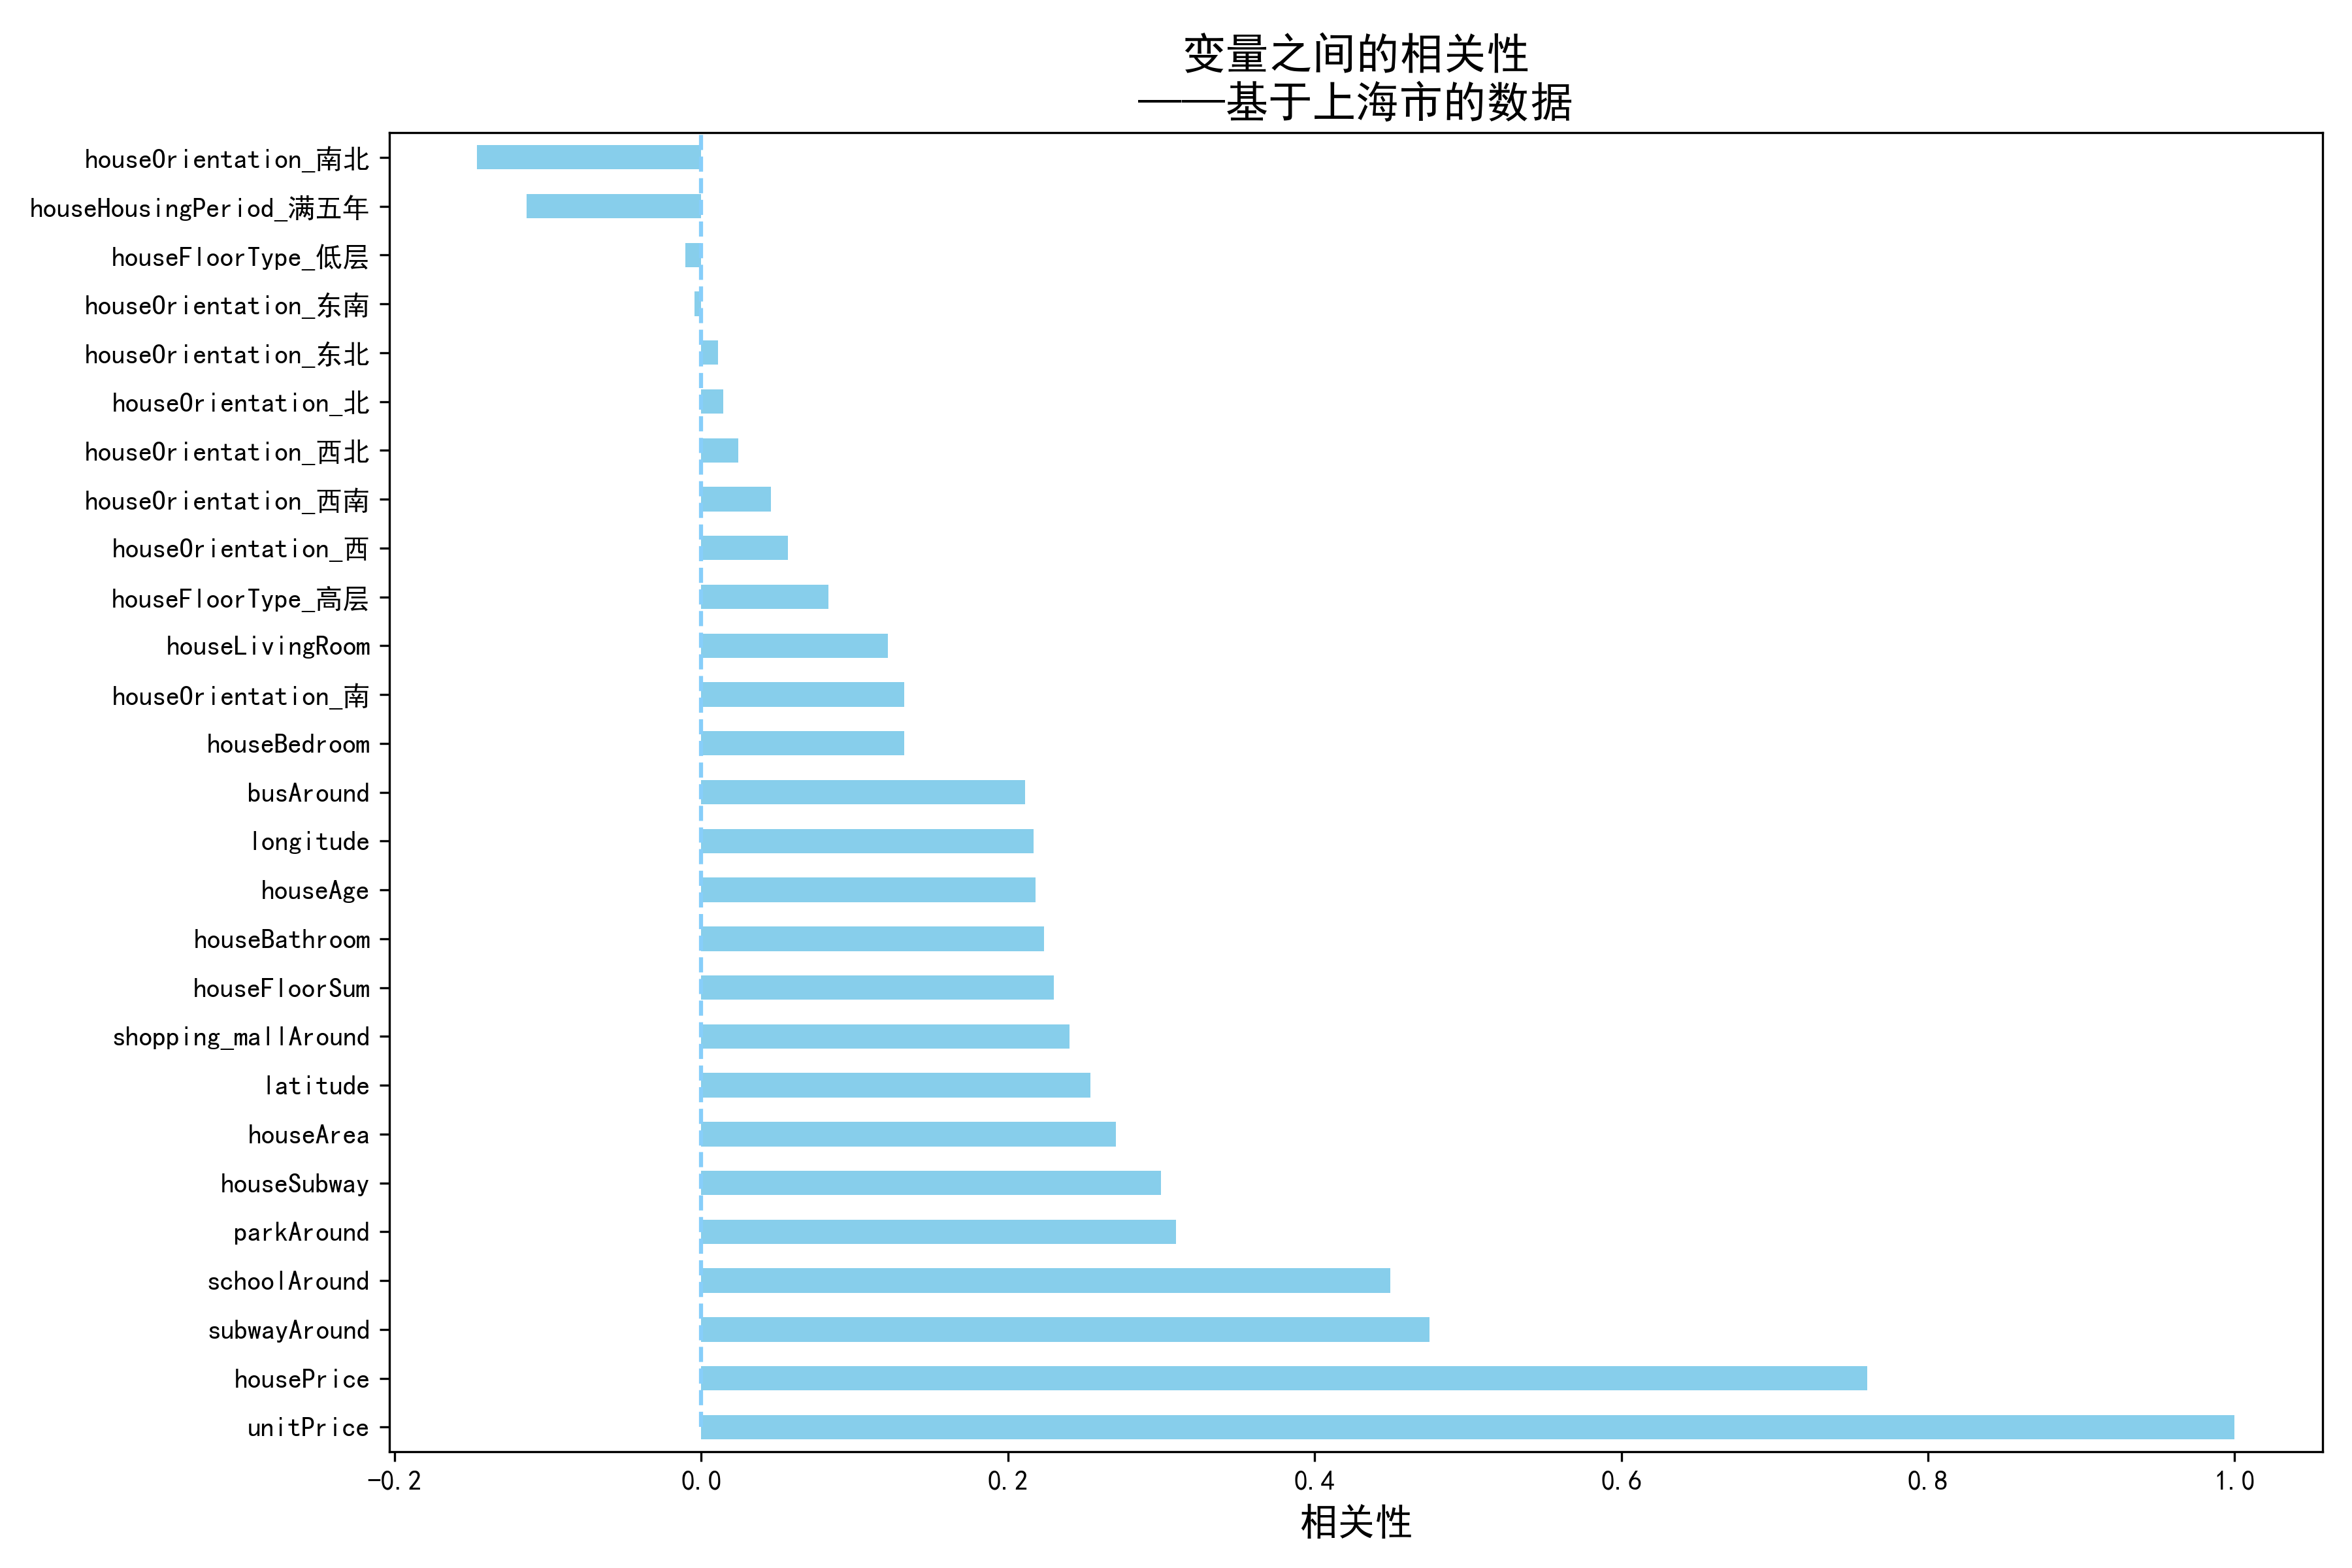 变量之间的相关性
——基于上海市的数据
houseOrientation_南北
houseHousingPeriod_满五年
houseFloorType_低层
houseOrientation_东南
houseOrientation_东北
houseOrientation_北
houseOrientation_西北
houseOrientation_西南
houseOrientation_西
houseFloorType_高层
houseLivingRoom
houseOrientation_南
houseBedroom
busAround
longitude
houseAge
houseBathroom
houseFloorSum
shopping_mallAround
latitude
houseArea
houseSubway
parkAround
schoolAround
subwayAround
housePrice
unitPrice
−0.2 0.0 0.2 0.4 0.6 0.8 1.0
相关性